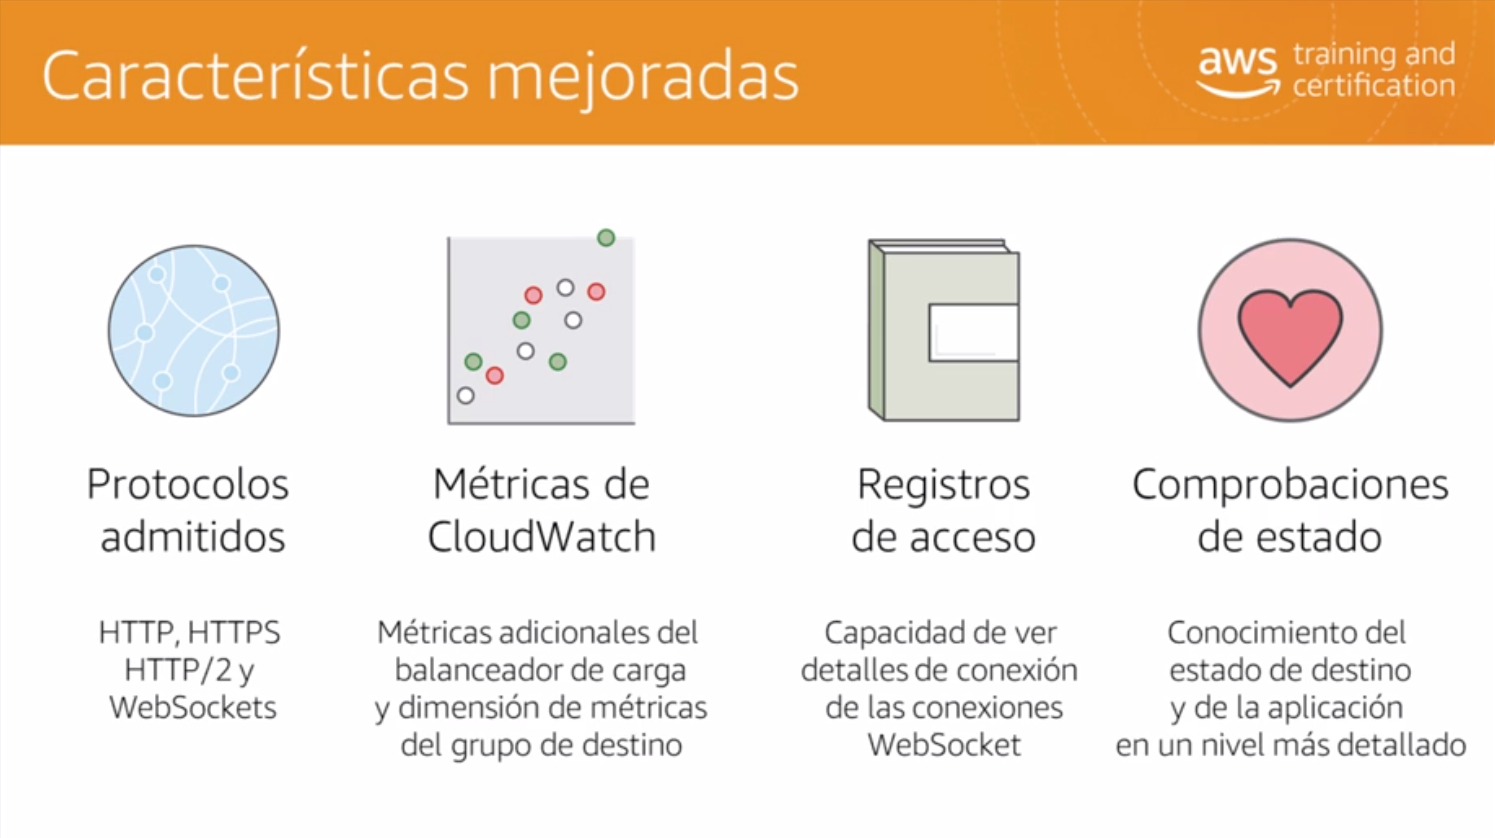 Características mejoradas
aws training and
certification
Protocolos
admitidos
HTTP, HTTPS
HTTP/2 y
WebSockets
Métricas de
CloudWatch
Métricas adicionales del
balanceador de carga
y dimensión de métricas
del grupo de destino
Registros
de acceso
Capacidad de ver
detalles de conexión
de las conexiones
WebSocket
Comprobaciones
de estado
Conocimiento del
estado de destino
y de la aplicación
en un nivel más detallado